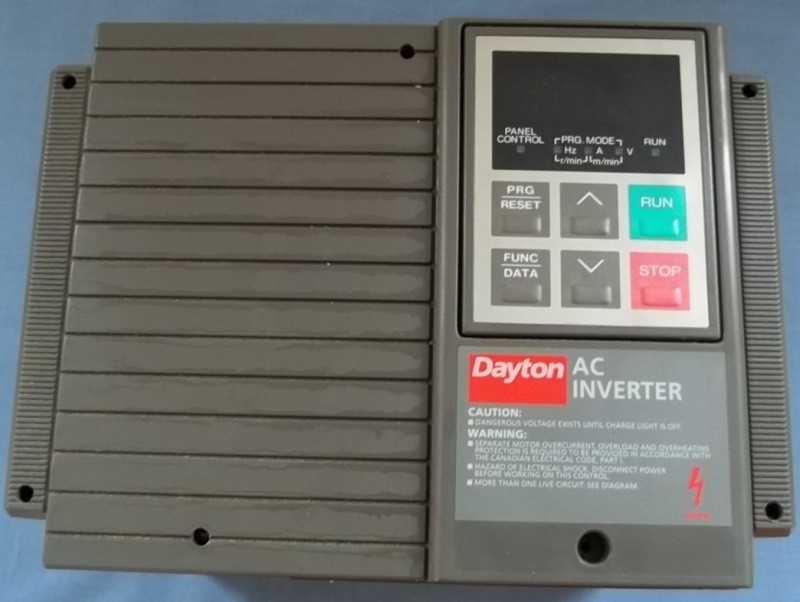 PANEL CONTROL
PRG. MODE
RUN
Hz A V
r/min m/min
PRG
RESET
RUN
FUNC
DATA
STOP
Dayton AC
INVERTER
CAUTION:
■ DANGEROUS VOLTAGE EXISTS UNTIL CHARGE LIGHT IS OFF.
WARNING:
■ SEPARATE MOTOR OVERCURRENT, OVERLOAD AND OVERHEATING
PROTECTION IS REQUIRED TO BE PROVIDED IN ACCORDANCE WITH
THE CANADIAN ELECTRICAL CODE, PART I.
■ HAZARD OF ELECTRICAL SHOCK. DISCONNECT POWER
BEFORE WORKING ON THIS CONTROL.
■ MORE THAN ONE LIVE CIRCUIT. SEE DIAGRAM.